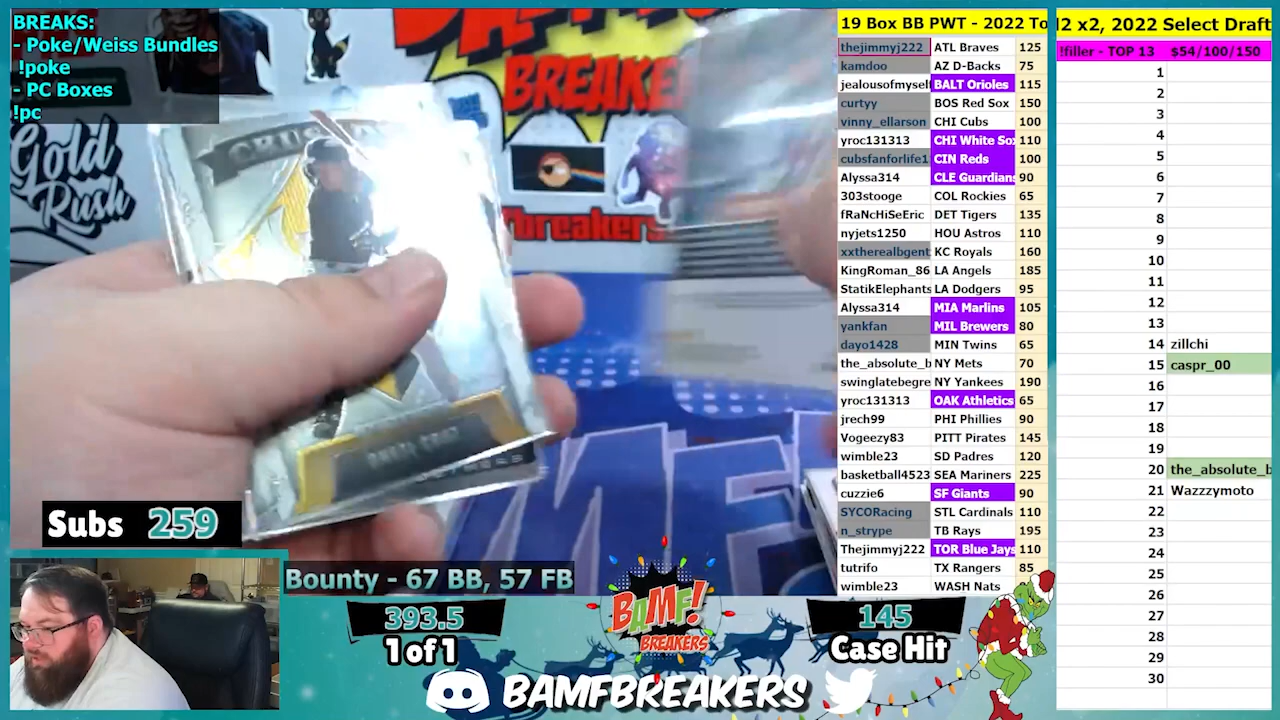 BREAKS:
- Poke/Weiss Bundles
!poke
- PC Boxes
!pc
Gold
Rush
BREAKE
breakers
Subs 259
Bounty - 67 BB, 57 FB
393.5
1 of 1
BAMF!
BREAKERS
145
Case Hit
BAMFBREAKERS
19 Box BB PWT - 2022 To
thejimmyj222 ATL Braves 125
kamdoo AZ D-Backs 75
jealousofmysel BALT Orioles 115
curtyy BOS Red Sox 150
vinny_ellarson CHI Cubs 100
yroc131313 CHI White Sox 110
cubsfanforlife1 CIN Reds 100
Alyssa314 CLE Guardians 90
303stooge COL Rockies 65
fRaNcHiSeEric DET Tigers 135
nyjets1250 HOU Astros 110
xxtherealbgent KC Royals 160
KingRoman_86 LA Angels 185
StatikElephants LA Dodgers 95
Alyssa314 MIA Marlins 105
yankfan MIL Brewers 80
dayo1428 MIN Twins 65
the_absolute_b NY Mets 70
swinglatebegre NY Yankees 190
yroc131313 OAK Athletics 65
jrech99 PHI Phillies 90
Vogeezy83 PITT Pirates 145
wimble23 SD Padres 120
basketball4523 SEA Mariners 225
cuzzie6 SF Giants 90
SYCORacing STL Cardinals 110
n_strype TB Rays 195
Thejimmyj222 TOR Blue Jays 110
tutrifo TX Rangers 85
wimble23 WASH Nats
2 x2, 2022 Select Draft
!filler - TOP 13 $54/100/150
1
2
3
4
5
6
7
8
9
10
11
12
13
14 zillchi
15 caspr_00
16
17
18
19
20 the_absolute_b
21 Wazzzymoto
22
23
24
25
26
27
28
29
30